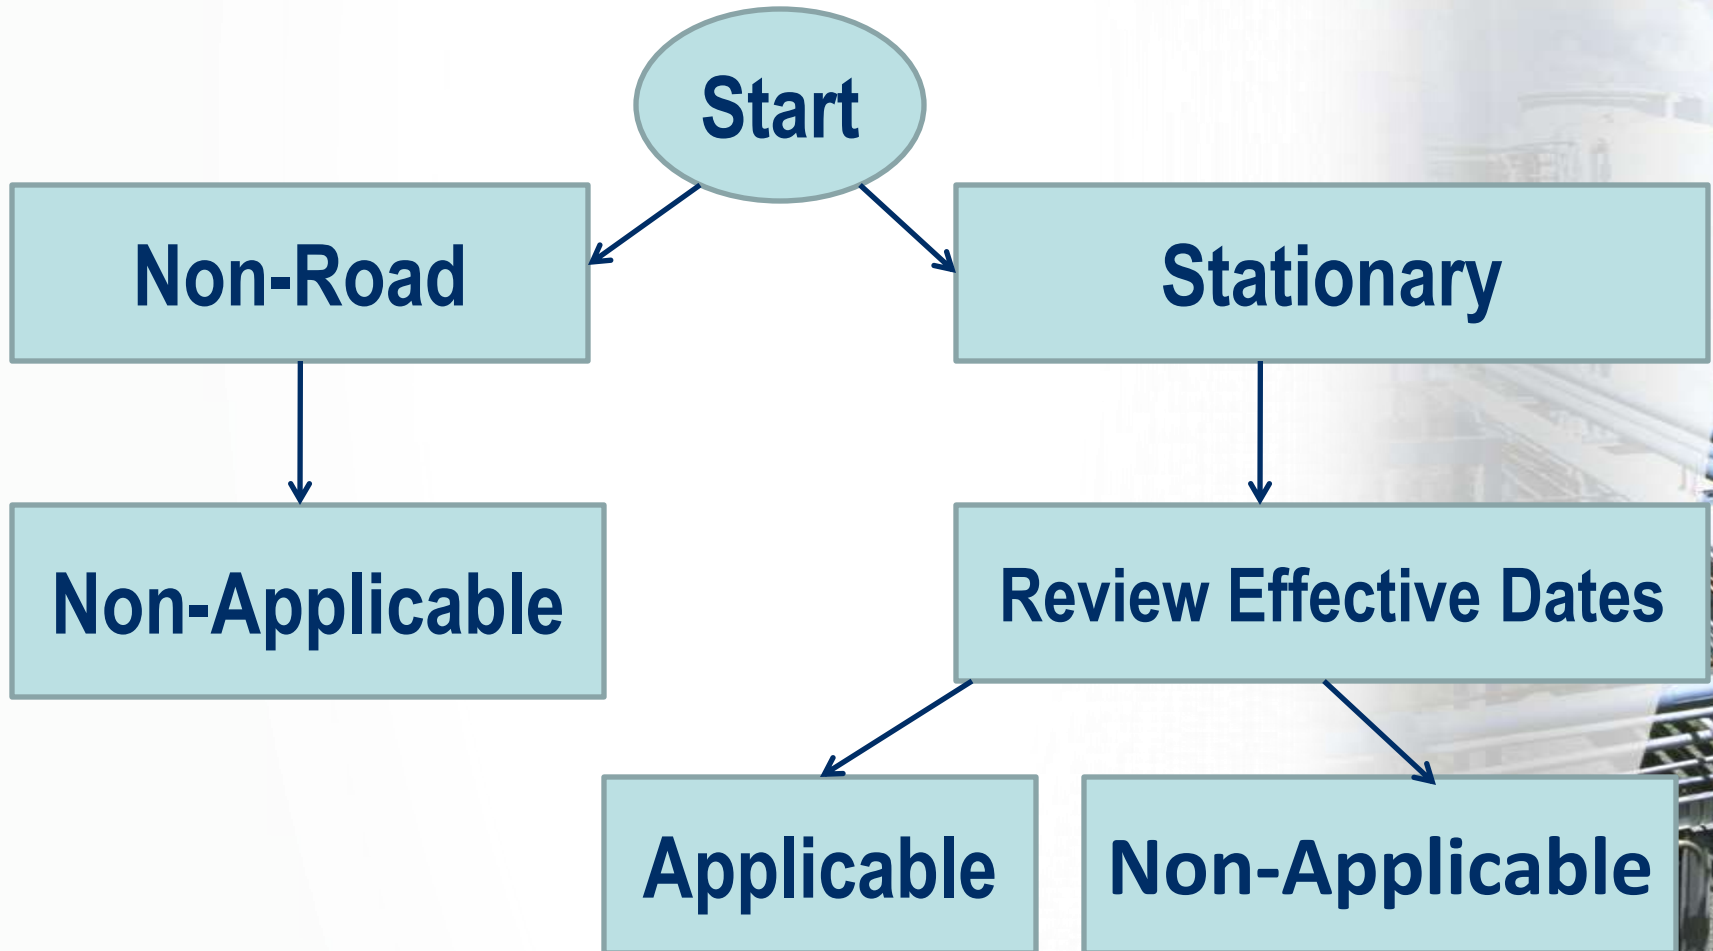 Start
Non-Road
Stationary
Non-Applicable
Review Effective Dates
Applicable
Non-Applicable